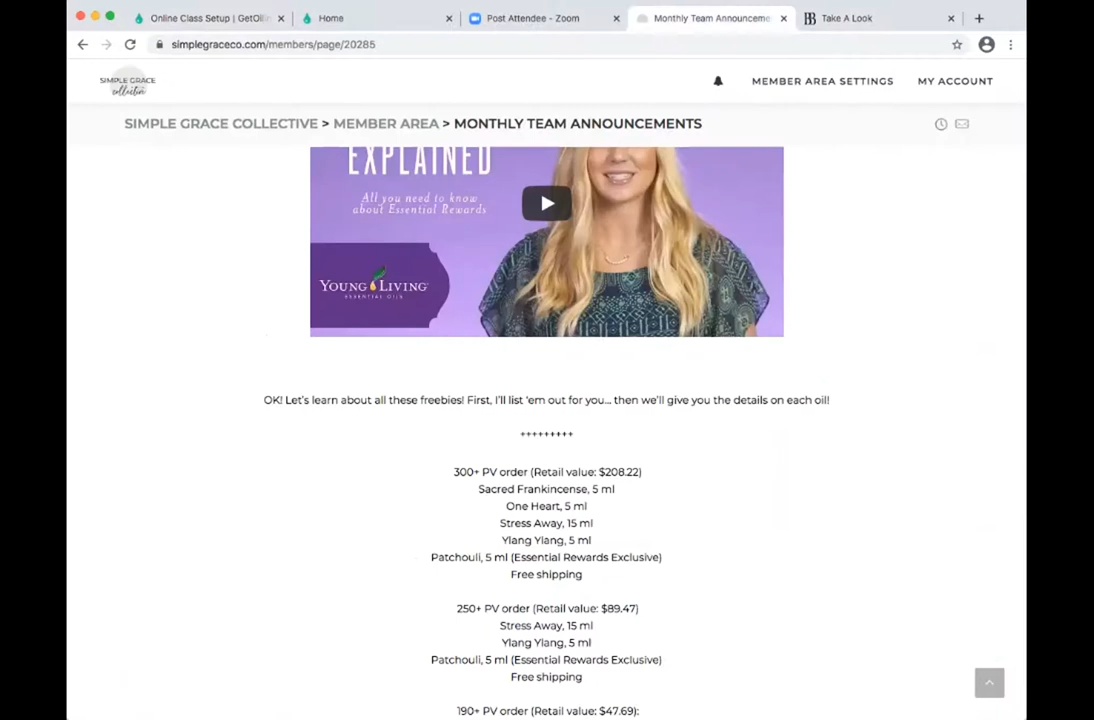 Online Class Setup | GetOili
Home
Post Attendee - Zoom
Monthly Team Announceme
Take A Look
simplegraceco.com/members/page/20285
SIMPLE GRACE
collective
MEMBER AREA SETTINGS
MY ACCOUNT
SIMPLE GRACE COLLECTIVE > MEMBER AREA > MONTHLY TEAM ANNOUNCEMENTS
EXPLAINED
All you need to know
about Essential Rewards
YOUNG LIVING
ESSENTIAL OILS
OK! Let's learn about all these freebies! First, I'll list 'em out for you... then we'll give you the details on each oil!
+++++++++
300+ PV order (Retail value: $208.22)
Sacred Frankincense, 5 ml
One Heart, 5 ml
Stress Away, 15 ml
Ylang Ylang, 5 ml
Patchouli, 5 ml (Essential Rewards Exclusive)
Free shipping
250+ PV order (Retail value: $89.47)
Stress Away, 15 ml
Ylang Ylang, 5 ml
Patchouli, 5 ml (Essential Rewards Exclusive)
Free shipping
190+ PV order (Retail value: $47.69):